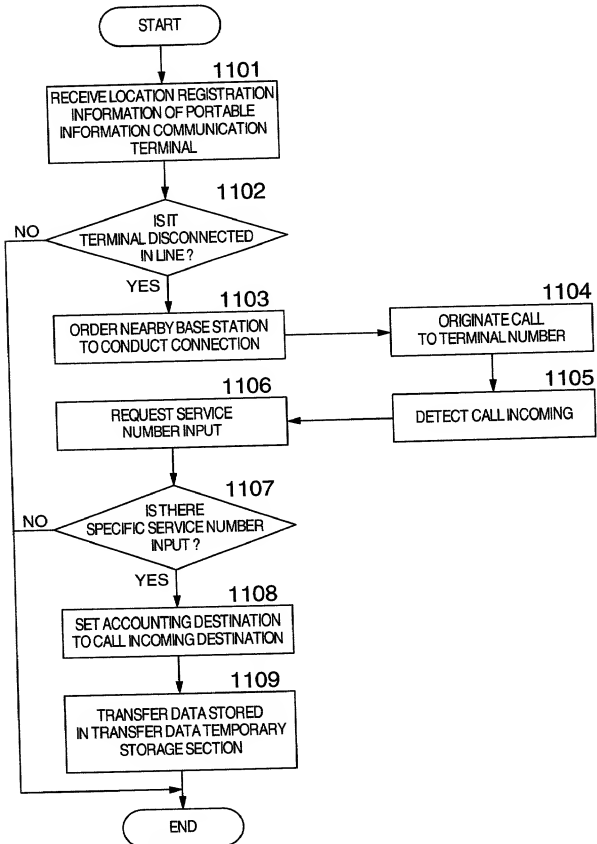 START
1101
RECEIVE LOCATION REGISTRATION
INFORMATION OF PORTABLE
INFORMATION COMMUNICATION
TERMINAL
1102
IS IT
TERMINAL DISCONNECTED
IN LINE ?
NO
YES
1103
ORDER NEARBY BASE STATION
TO CONDUCT CONNECTION
1104
ORIGINATE CALL
TO TERMINAL NUMBER
1105
DETECT CALL INCOMING
1106
REQUEST SERVICE
NUMBER INPUT
1107
IS THERE
SPECIFIC SERVICE NUMBER
INPUT ?
NO
YES
1108
SET ACCOUNTING DESTINATION
TO CALL INCOMING DESTINATION
1109
TRANSFER DATA STORED
IN TRANSFER DATA TEMPORARY
STORAGE SECTION
END